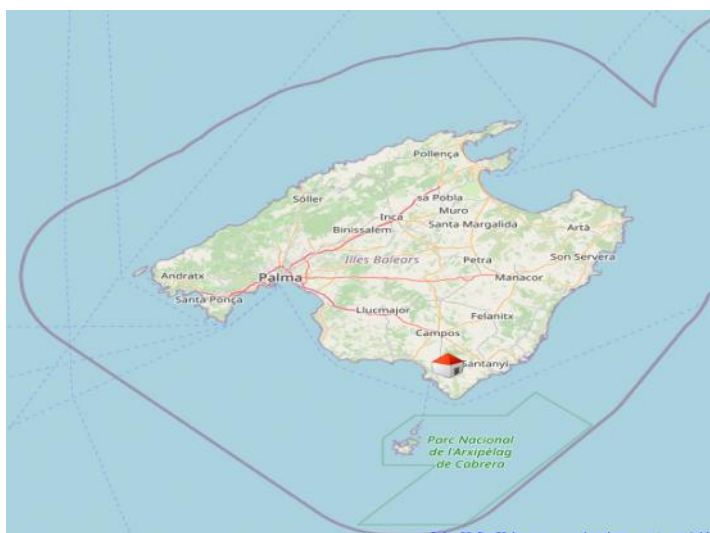 Pollença
sa Pobla
Sóller
Inca
Muro
Binissalem
Santa Margalida
Artà
Illes Balears
Petra
Son Servera
Andratx
Palma
Manacor
Santa Ponça
Llucmajor
Felanitx
Campos
Santanyí
Parc Nacional
de l'Arxipèlag
de Cabrera